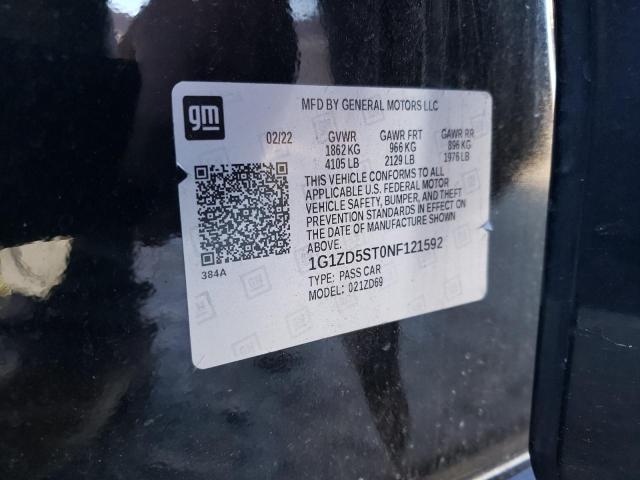 gm
MFD BY GENERAL MOTORS LLC
02/22 GVWR GAWR FRT GAWR RR
1862 KG 966 KG 896 KG
4105 LB 2129 LB 1976 LB
THIS VEHICLE CONFORMS TO ALL
APPLICABLE U.S. FEDERAL MOTOR
VEHICLE SAFETY, BUMPER, AND THEFT
PREVENTION STANDARDS IN EFFECT ON
THE DATE OF MANUFACTURE SHOWN
ABOVE.
384A
1G1ZD5ST0NF121592
TYPE: PASS CAR
MODEL: 021ZD69